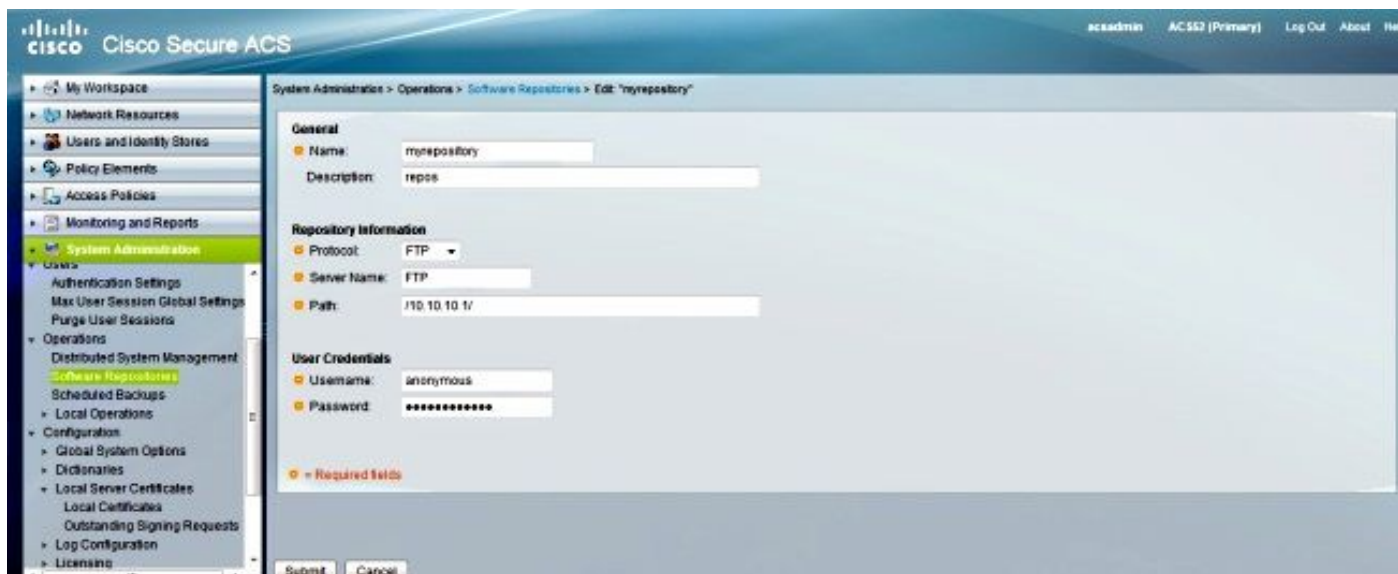 cisco Cisco Secure ACS
acsadmin ACS52 (Primary) Log Out About He
My Workspace
Network Resources
Users and Identity Stores
Policy Elements
Access Policies
Monitoring and Reports
System Administration
Users
Authentication Settings
Max User Session Global Settings
Purge User Sessions
Operations
Distributed System Management
Software Repositories
Scheduled Backups
Local Operations
Configuration
Global System Options
Dictionaries
Local Server Certificates
Local Certificates
Outstanding Signing Requests
Log Configuration
Licensing
System Administration > Operations > Software Repositories > Edit: "myrepository"
General
Name: myrepository
Description: repos
Repository Information
Protocol: FTP
Server Name: FTP
Path: /10.10.10.1/
User Credentials
Username: anonymous
Password: ●●●●●●●●●●●●
= Required fields
Submit Cancel